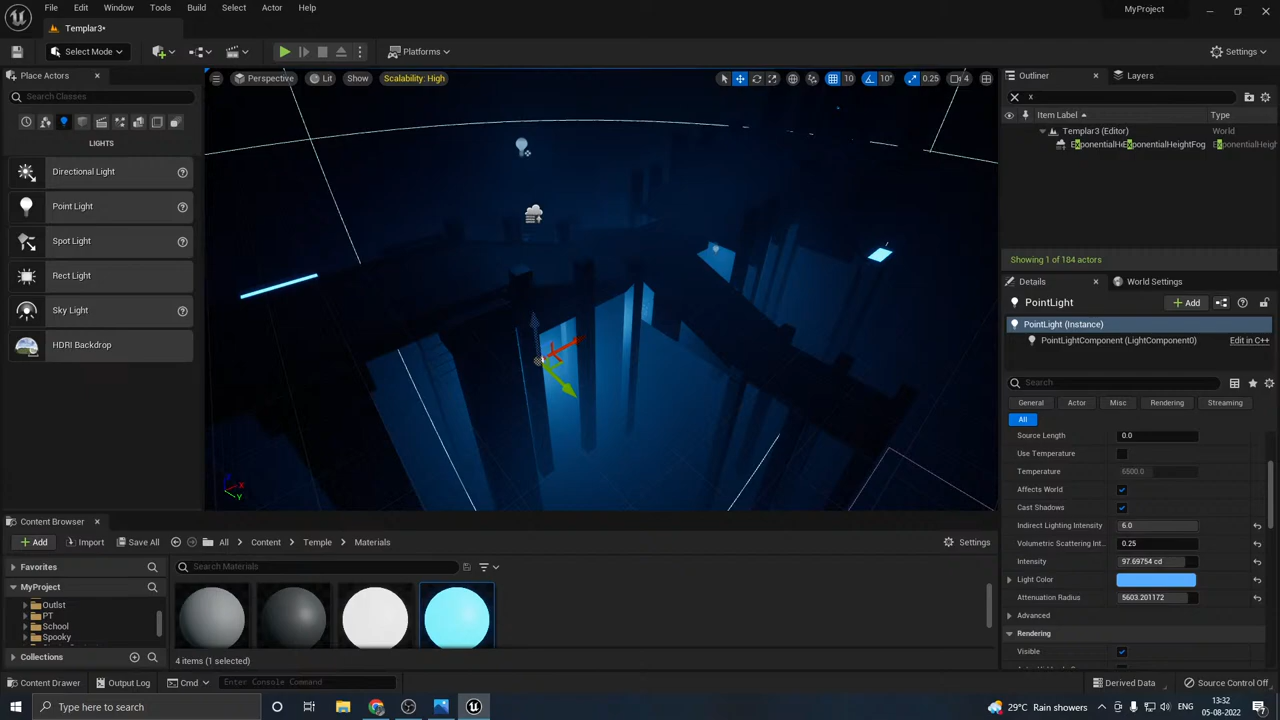 File Edit Window Tools Build Select Actor Help
MyProject
Templar3•
Select Mode
Platforms
Settings
Place Actors
Search Classes
LIGHTS
Directional Light
Point Light
Spot Light
Rect Light
Sky Light
HDRI Backdrop
Perspective Lit Show Scalability: High
10 10° 0.25 4
Outliner Layers
x
Item Label Type
Templar3 (Editor) World
ExponentialHeExponentialHeightFog ExponentialHeigh
Showing 1 of 184 actors
Details World Settings
PointLight Add
PointLight (Instance)
PointLightComponent (LightComponent0) Edit in C++
Search
General Actor Misc Rendering Streaming
All
Source Length 0.0
Use Temperature
Temperature 6500.0
Affects World
Cast Shadows
Indirect Lighting Intensity 6.0
Volumetric Scattering Int.. 0.25
Intensity 97.69754 cd
Light Color
Attenuation Radius 5603.201172
Advanced
Rendering
Visible
X
Y
Content Browser
Add Import Save All All Content Temple Materials Settings
Favorites
Search Materials
MyProject
Outlst
PT
School
Spooky
Collections
4 items (1 selected)
Content Drawer Output Log Cmd Enter Console Command Derived Data Source Control Off
Type here to search
29°C Rain showers ENG 13:32
05-08-2022